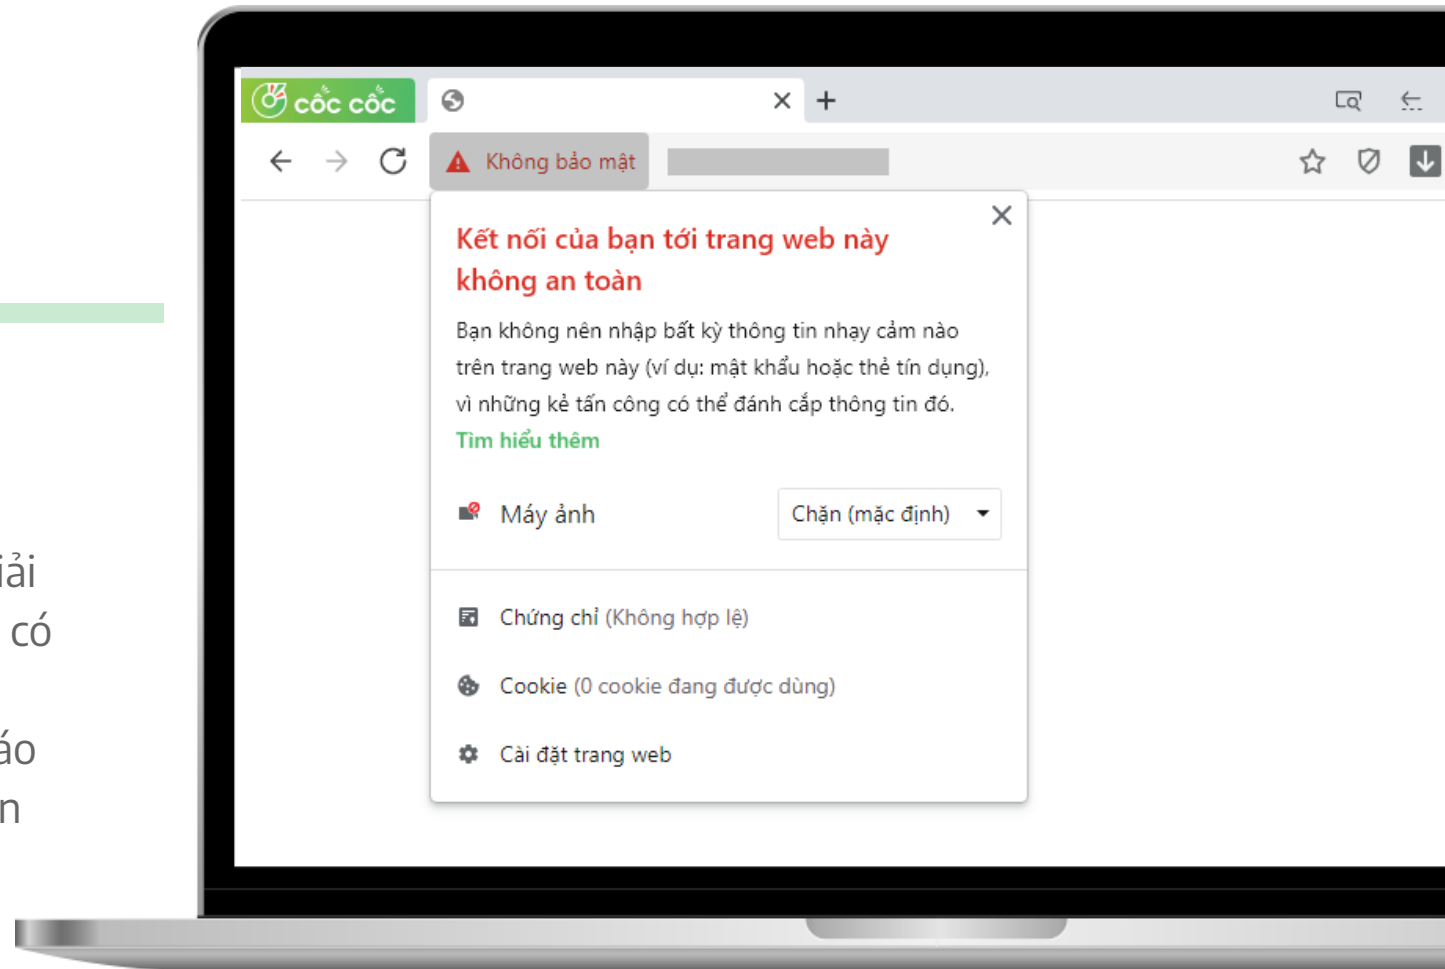 cốc cốc
Không bảo mật
Kết nối của bạn tới trang web này
không an toàn
Bạn không nên nhập bất kỳ thông tin nhạy cảm nào
trên trang web này (ví dụ: mật khẩu hoặc thẻ tín dụng),
vì những kẻ tấn công có thể đánh cắp thông tin đó.
Tìm hiểu thêm
Máy ảnh
Chặn (mặc định)
Chứng chỉ (Không hợp lệ)
Cookie (0 cookie đang được dùng)
Cài đặt trang web
có